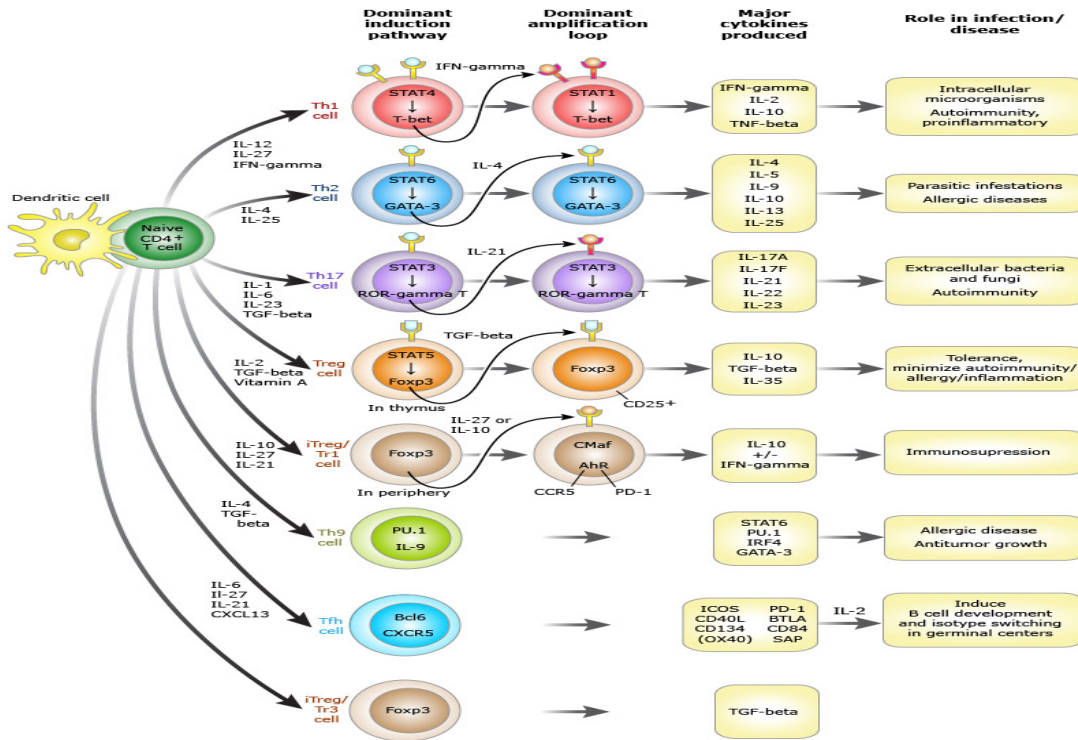 Dominant
induction
pathway
Dominant
amplification
loop
Major
cytokines
produced
Role in infection/
disease
Dendritic cell
Naive
CD4+
T cell
Th1
cell
IL-12
IL-27
IFN-gamma
STAT4
↓
T-bet
IFN-gamma
STAT1
↓
T-bet
IFN-gamma
IL-2
IL-10
TNF-beta
Intracellular
microorganisms
Autoimmunity,
proinflammatory
Th2
cell
IL-4
IL-25
STAT6
↓
GATA-3
IL-4
STAT6
↓
GATA-3
IL-4
IL-5
IL-9
IL-10
IL-13
IL-25
Parasitic infestations
Allergic diseases
Th17
cell
IL-1
IL-6
IL-23
TGF-beta
STAT3
↓
ROR-gamma T
IL-21
STAT3
↓
ROR-gamma T
IL-17A
IL-17F
IL-21
IL-22
IL-23
Extracellular bacteria
and fungi
Autoimmunity
Treg
cell
IL-2
TGF-beta
Vitamin A
STAT5
↓
Foxp3
In thymus
TGF-beta
Foxp3
CD25+
IL-10
TGF-beta
IL-35
Tolerance,
minimize autoimmunity/
allergy/inflammation
iTreg/
Tr1
cell
IL-10
IL-27
IL-21
Foxp3
In periphery
IL-27 or
IL-10
CMaf
AhR
CCR5
PD-1
IL-10
+/-
IFN-gamma
Immunosupression
Th9
cell
IL-4
TGF-
beta
PU.1
IL-9
STAT6
PU.1
IRF4
GATA-3
Allergic disease
Antitumor growth
Tfh
cell
IL-6
Il-27
IL-21
CXCL13
Bcl6
CXCR5
ICOS PD-1
CD40L BTLA
CD134 CD84
(OX40) SAP
IL-2
Induce
B cell development
and isotype switching
in germinal centers
iTreg/
Tr3
cell
Foxp3
TGF-beta